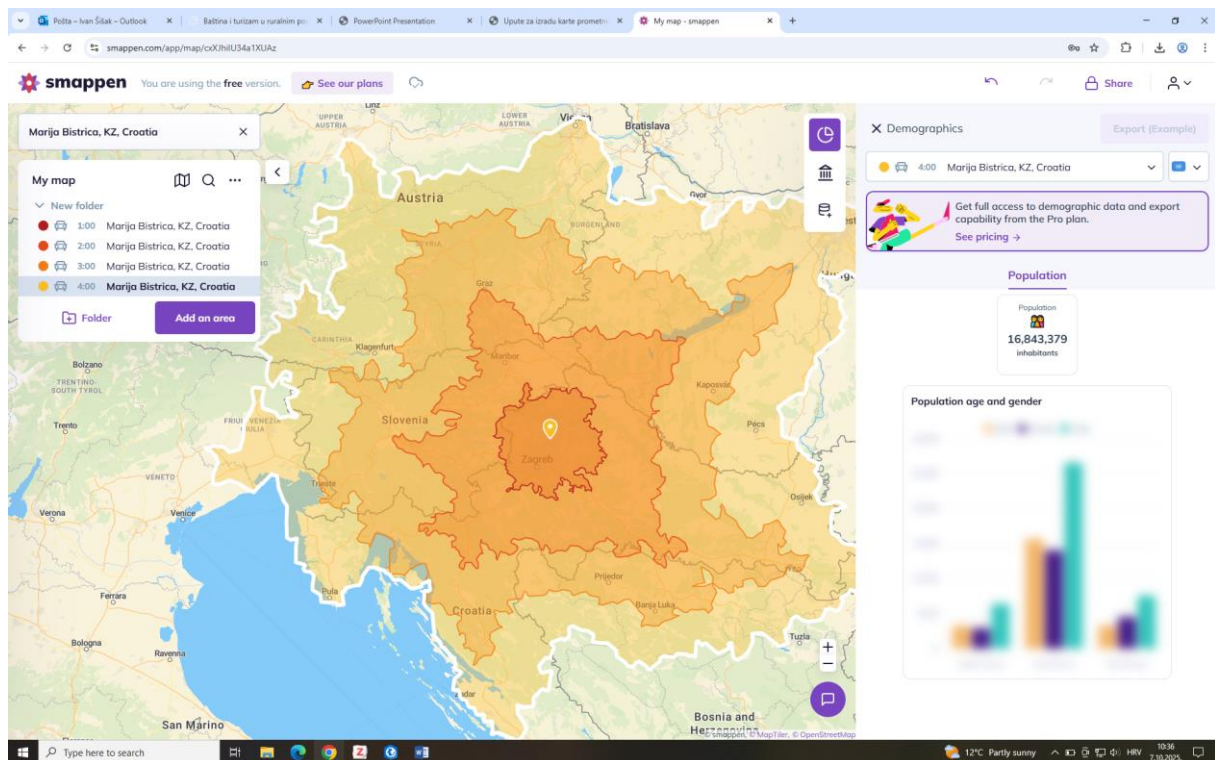 Pošta – Ivan Šišak – Outlook
Baština i turizam u ruralnim po
PowerPoint Presentation
Upute za izradu karte prometn
My map - smappen
smappen.com/app/map/cxXJhilU34a1XUAz
smappen
You are using the free version.
See our plans
Share
Marija Bistrica, KZ, Croatia
My map
New folder
1:00 Marija Bistrica, KZ, Croatia
2:00 Marija Bistrica, KZ, Croatia
3:00 Marija Bistrica, KZ, Croatia
4:00 Marija Bistrica, KZ, Croatia
Folder
Add an area
Linz
UPPER
AUSTRIA
LOWER
AUSTRIA
Bratislava
Austria
Gyor
BURGENLAND
STYRIA
Graz
CARINTHIA
Klagenfurt
Maribor
Bolzano
TRENTINO-
SOUTH TYROL
Kaposvár
FRIULI VENEZIA
GIULIA
Slovenia
Trento
Pécs
Zagreb
VENETO
Trieste
Osijek
Verona
Venice
Prijedor
Ferrara
Pula
Banja Luka
Croatia
Bologna
Ravenna
Tuzla
Zadar
San Marino
Bosnia and
Herzegovina
© smappen, © MapTiler, © OpenStreetMap
Demographics
Export (Example)
4:00 Marija Bistrica, KZ, Croatia
Get full access to demographic data and export
capability from the Pro plan.
See pricing →
Population
Population
16,843,379
inhabitants
Population age and gender
Type here to search
12°C Partly sunny
HRV
10:36
7.10.2025.